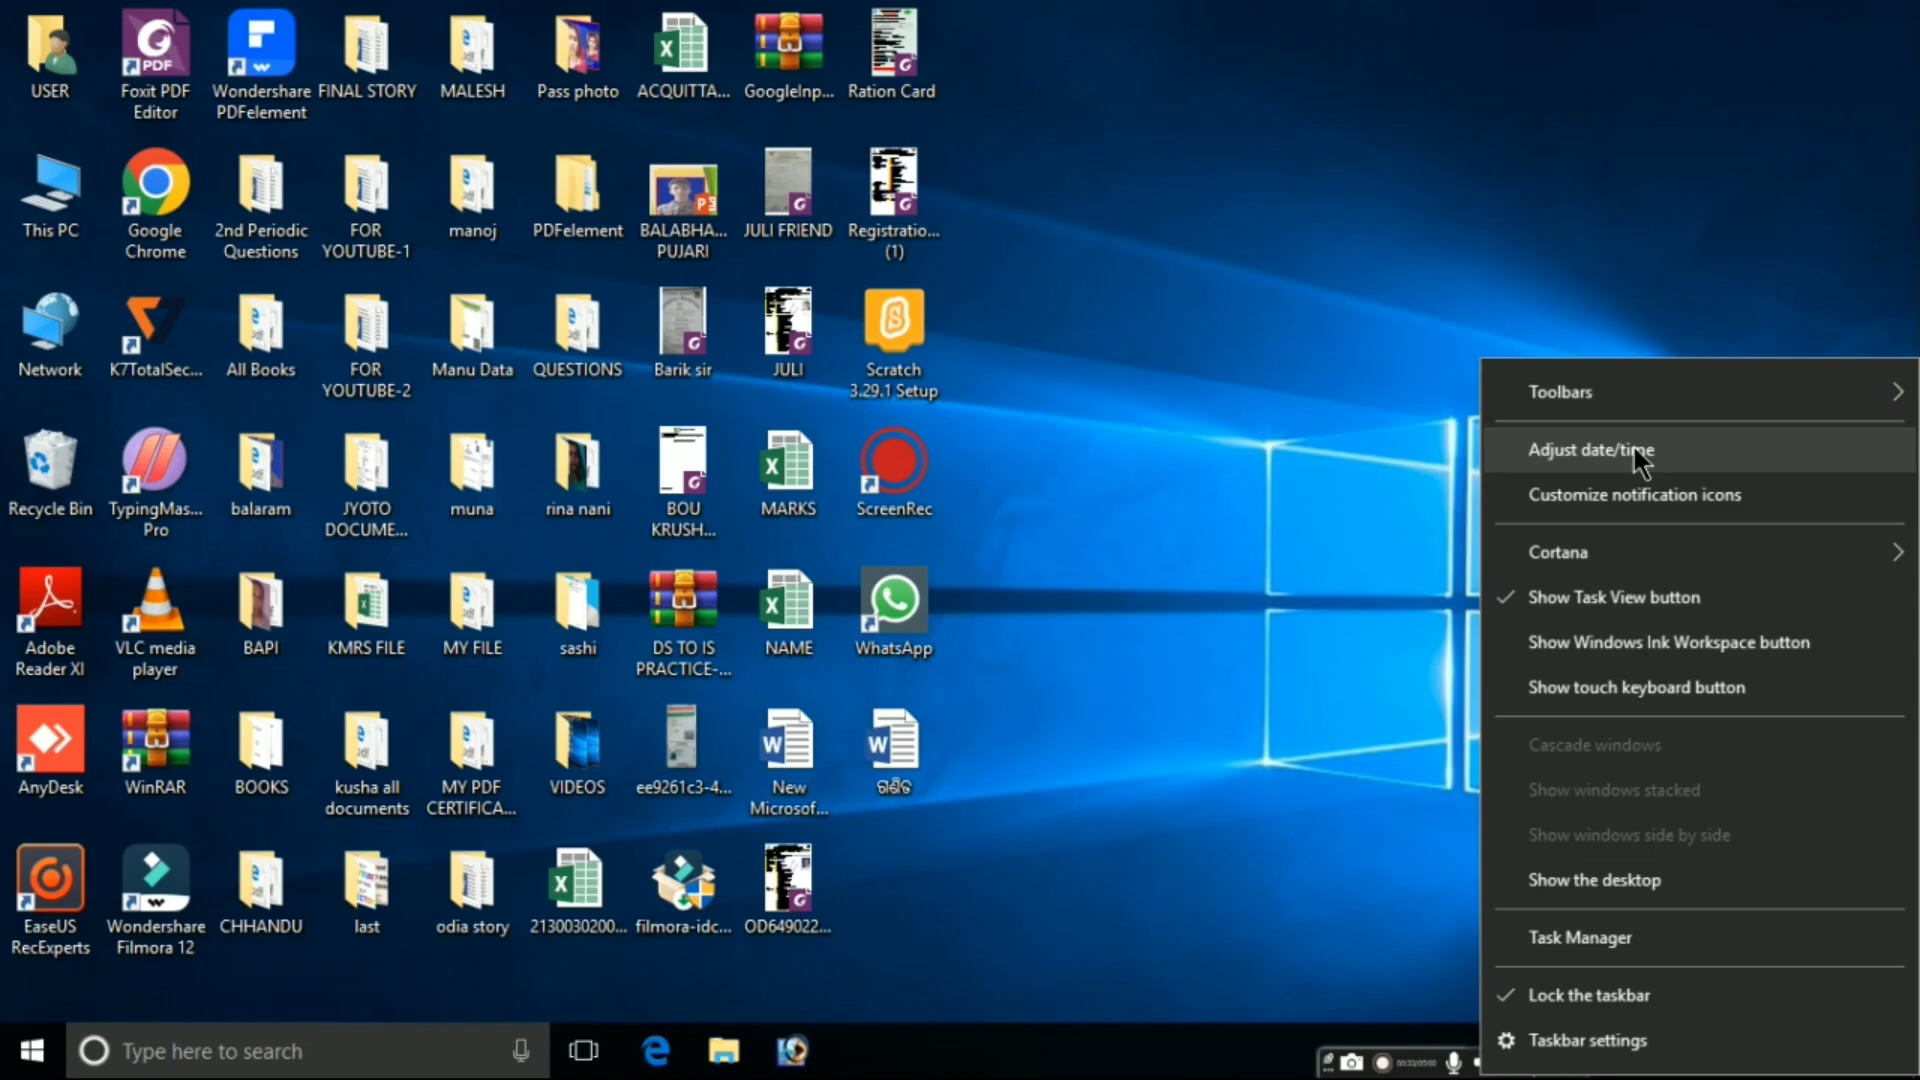 USER
Foxit PDF
Editor
Wondershare
PDFelement
FINAL STORY
MALESH
Pass photo
ACQUITTA...
GoogleInp...
Ration Card
This PC
Google
Chrome
2nd Periodic
Questions
FOR
YOUTUBE-1
manoj
PDFelement
BALABHA...
PUJARI
JULI FRIEND
Registratio...
(1)
Network
K7TotalSec...
All Books
FOR
YOUTUBE-2
Manu Data
QUESTIONS
Barik sir
JULI
Scratch
3.29.1 Setup
Recycle Bin
TypingMas...
Pro
balaram
JYOTO
DOCUME...
muna
rina nani
BOU
KRUSH...
MARKS
ScreenRec
Adobe
Reader XI
VLC media
player
BAPI
KMRS FILE
MY FILE
sashi
DS TO IS
PRACTICE-...
NAME
WhatsApp
AnyDesk
WinRAR
BOOKS
kusha all
documents
MY PDF
CERTIFICA...
VIDEOS
ee9261c3-4...
New
Microsof...
EaseUS
RecExperts
Wondershare
Filmora 12
CHHANDU
last
odia story
2130030200...
filmora-idc...
OD649022...
Toolbars
Adjust date/time
Customize notification icons
Cortana
Show Task View button
Show Windows Ink Workspace button
Show touch keyboard button
Cascade windows
Show windows stacked
Show windows side by side
Show the desktop
Task Manager
Lock the taskbar
Taskbar settings
Type here to search